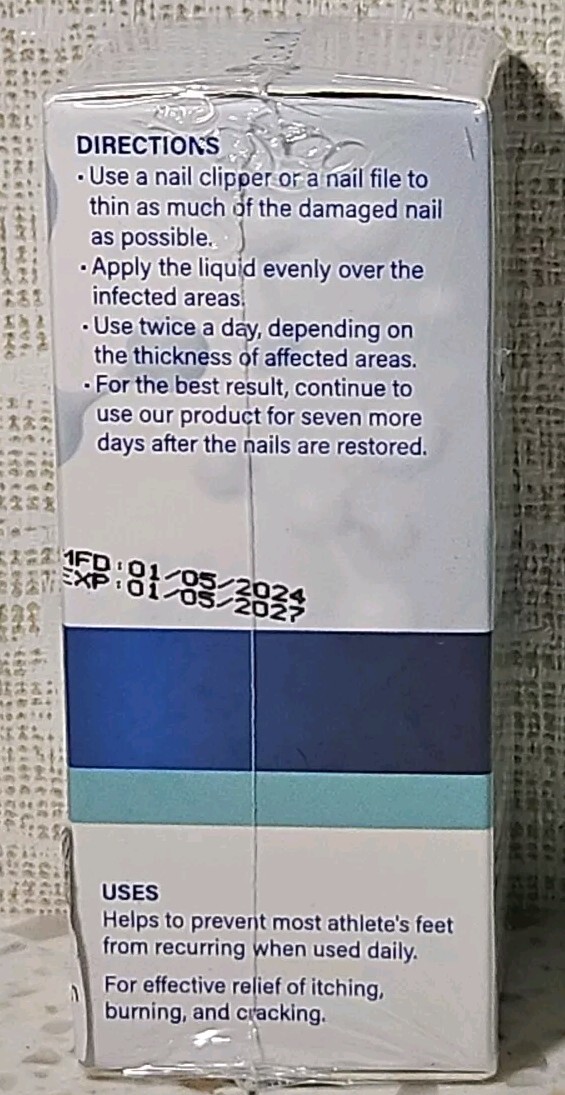 DIRECTIONS
• Use a nail clipper or a nail file to
thin as much of the damaged nail
as possible.
• Apply the liquid evenly over the
infected areas.
• Use twice a day, depending on
the thickness of affected areas.
• For the best result, continue to
use our product for seven more
days after the nails are restored.
MFD:01/05/2024
EXP:01/05/2027
USES
Helps to prevent most athlete's feet
from recurring when used daily.
For effective relief of itching,
burning, and cracking.